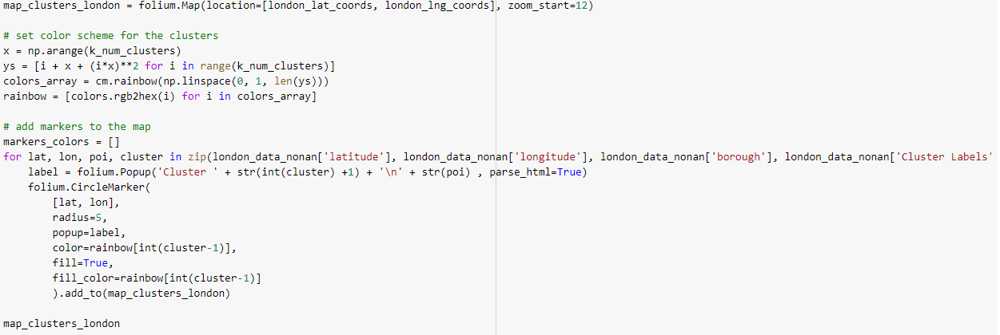 map_clusters_london = folium.Map(location=[london_lat_coords, london_lng_coords], zoom_start=12)
# set color scheme for the clusters
x = np.arange(k_num_clusters)
ys = [i + x + (i*x)**2 for i in range(k_num_clusters)]
colors_array = cm.rainbow(np.linspace(0, 1, len(ys)))
rainbow = [colors.rgb2hex(i) for i in colors_array]
# add markers to the map
markers_colors = []
for lat, lon, poi, cluster in zip(london_data_nonan['latitude'], london_data_nonan['longitude'], london_data_nonan['borough'], london_data_nonan['Cluster Labels'
    label = folium.Popup('Cluster ' + str(int(cluster) +1) + '\n' + str(poi) , parse_html=True)
    folium.CircleMarker(
        [lat, lon],
        radius=5,
        popup=label,
        color=rainbow[int(cluster-1)],
        fill=True,
        fill_color=rainbow[int(cluster-1)]
        ).add_to(map_clusters_london)
map_clusters_london